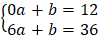 0a + b = 12
6a + b = 36